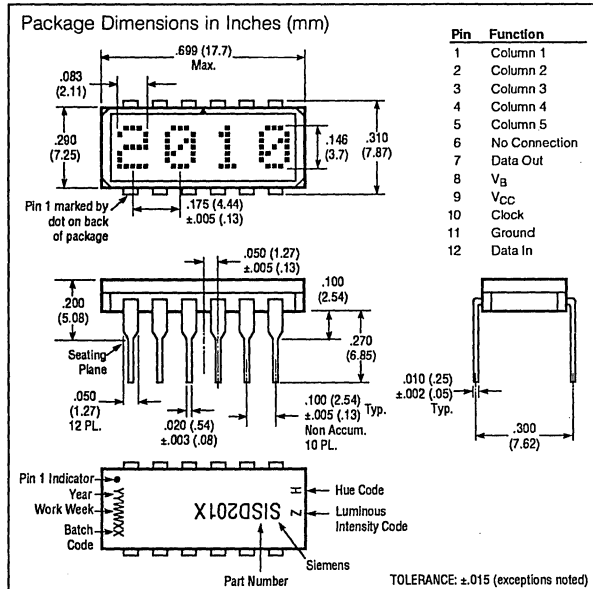 Package Dimensions in Inches (mm)
.699 (17.7)
Max.
.083
(2.11)
.290
(7.25)
2010
.146
(3.7)
.310
(7.87)
Pin 1 marked by
dot on back
of package
.175 (4.44)
±.005 (.13)
Pin Function
1 Column 1
2 Column 2
3 Column 3
4 Column 4
5 Column 5
6 No Connection
7 Data Out
8 VB
9 VCC
10 Clock
11 Ground
12 Data In
.050 (1.27)
±.005 (.13)
.200
(5.08)
.100
(2.54)
.270
(6.85)
Seating
Plane
.050
(1.27)
12 PL.
.020 (.54)
±.003 (.08)
.100 (2.54)
±.005 (.13) Typ.
Non Accum.
10 PL.
.010 (.25)
±.002 (.05)
Typ.
.300
(7.62)
Pin 1 Indicator
Year
Work Week
Batch
Code
YWWXX
SISD201X
H
Z
Hue Code
Luminous
Intensity Code
Siemens
Part Number
TOLERANCE: ±.015 (exceptions noted)